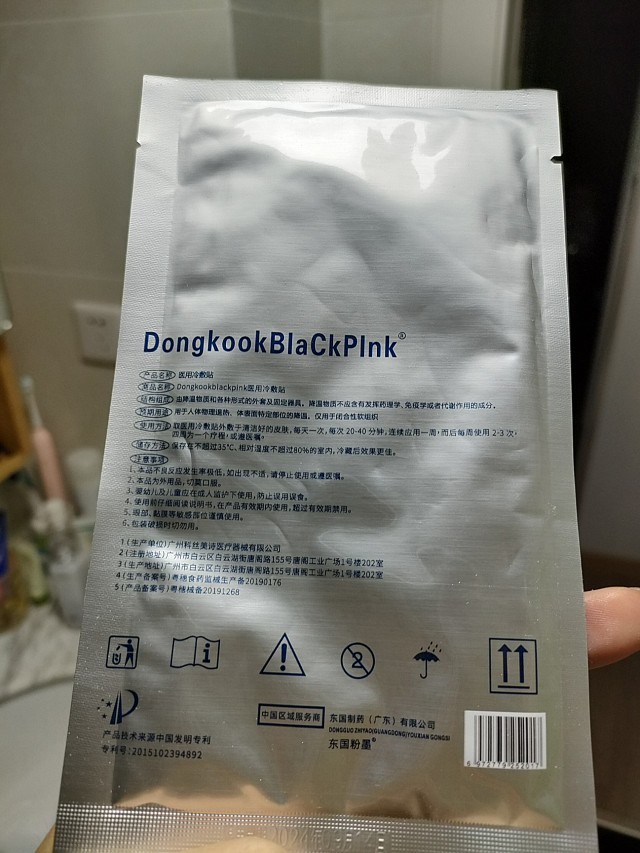 DongkookBlaCkPInk®
产品名称 医用冷敷贴
商品名称 Dongkookblackpink医用冷敷贴
结构组成 由降温物质和各种形式的外套及固定器具。降温物质不应含有发挥药理学、免疫学或者代谢作用的成分。
预期用途 用于人体物理退热、体表面特定部位的降温。仅用于闭合性软组织
使用方法 取医用冷敷贴外敷于清洁好的皮肤，每天一次，每次20-40分钟，连续应用一周，而后每周使用2-3次，
四周为一个疗程，或遵医嘱。
储存方法 保存在不超过35℃，相对湿度不超过80%的室内，冷藏后效果更佳。
注意事项
1. 本品不良反应发生率极低，如出现不适，请停止使用或遵医嘱。
2. 本品为外用品，切莫口服。
3. 婴幼儿及儿童应在成人监护下使用，防止误用误食。
4. 使用前仔细阅读说明书，在产品有效期内使用，超过有效期禁用。
5. 眼部、黏膜等敏感部位谨慎使用。
6. 包装破损时切勿用。
1 (生产单位)广州科丝美诗医疗器械有限公司
2 (注册地址)广州市白云区白云湖街唐阁路155号唐阁工业广场1号楼202室
3 (生产地址)广州市白云区白云湖街唐阁路155号唐阁工业广场1号楼202室
4 (生产备案号)粤穗食药监械生产备20190176
5 (产品备案号)粤穗械备20191268
产品技术来源中国发明专利
专利号:2015102394892
中国区域服务商 东国制药（广东）有限公司
DONGGUOZHIYAO(GUANGDONG)YOUXIAN GONGSI
东国粉墨®